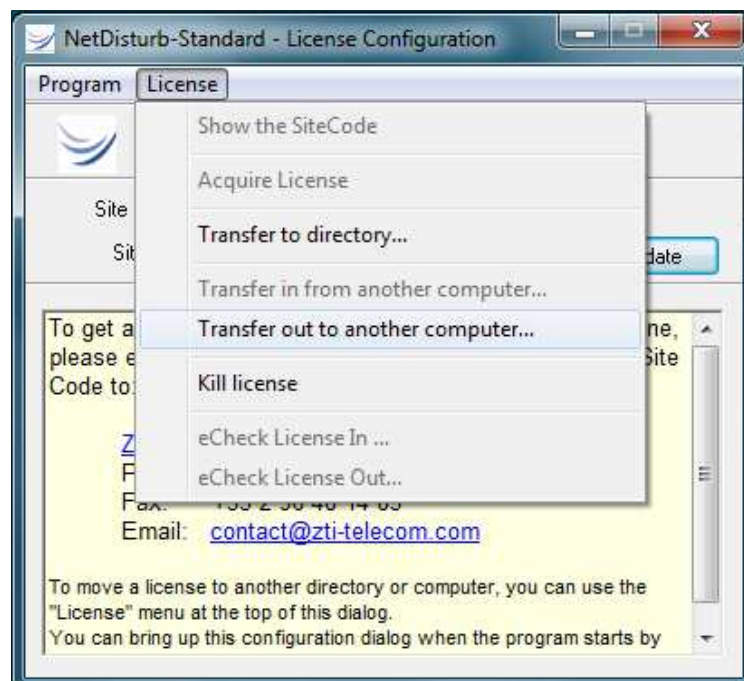 NetDisturb-Standard - License Configuration
Program License
Show the SiteCode
Acquire License
Site
Transfer to directory...
Transfer in from another computer...
To get a
Transfer out to another computer...
please e
Site
Code to:
Kill license
eCheck License In ...
eCheck License Out...
Email: contact@zti-telecom.com
To move a license to another directory or computer, you can use the
"License" menu at the top of this dialog.
You can bring up this configuration dialog when the program starts by